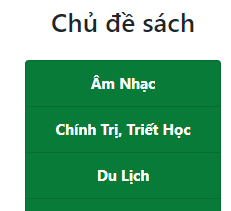 Chủ đề sách
Âm Nhạc
Chính Trị, Triết Học
Du Lịch